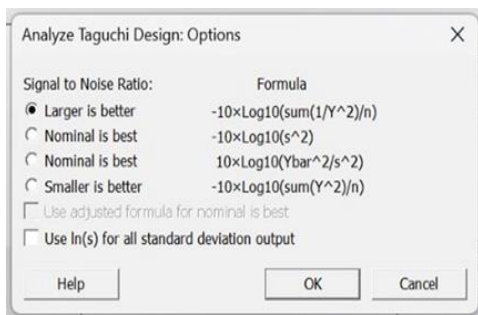 Analyze Taguchi Design: Options
Signal to Noise Ratio: Formula
Larger is better -10×Log10(sum(1/Y^2)/n)
Nominal is best -10×Log10(s^2)
Nominal is best 10×Log10(Ybar^2/s^2)
Smaller is better -10×Log10(sum(Y^2)/n)
Use adjusted formula for nominal is best
Use ln(s) for all standard deviation output
Help OK Cancel